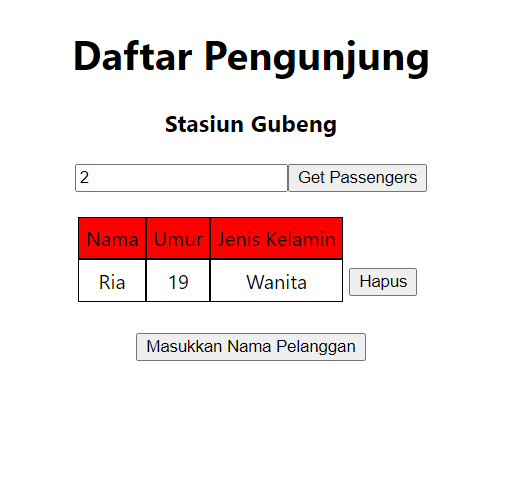 Daftar Pengunjung
Stasiun Gubeng
2 Get Passengers
Nama Umur Jenis Kelamin
Ria 19 Wanita Hapus
Masukkan Nama Pelanggan